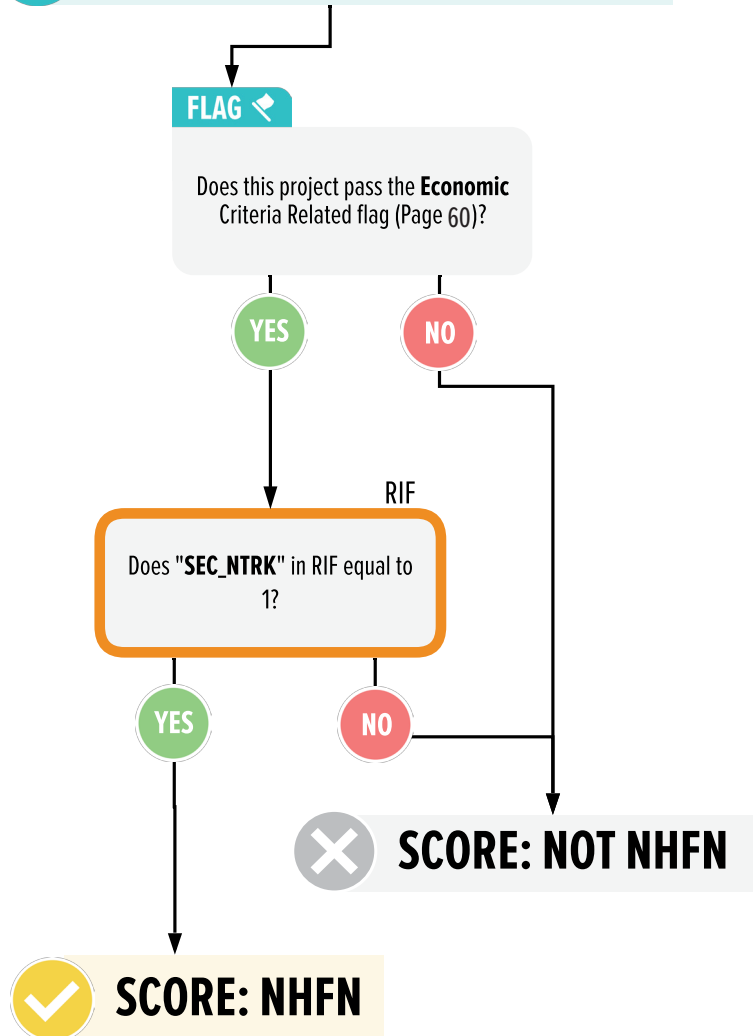 FLAG
Does this project pass the Economic
Criteria Related flag (Page 60)?
YES
NO
RIF
Does "SEC_NTRK" in RIF equal to
1?
YES
NO
SCORE: NOT NHFN
SCORE: NHFN